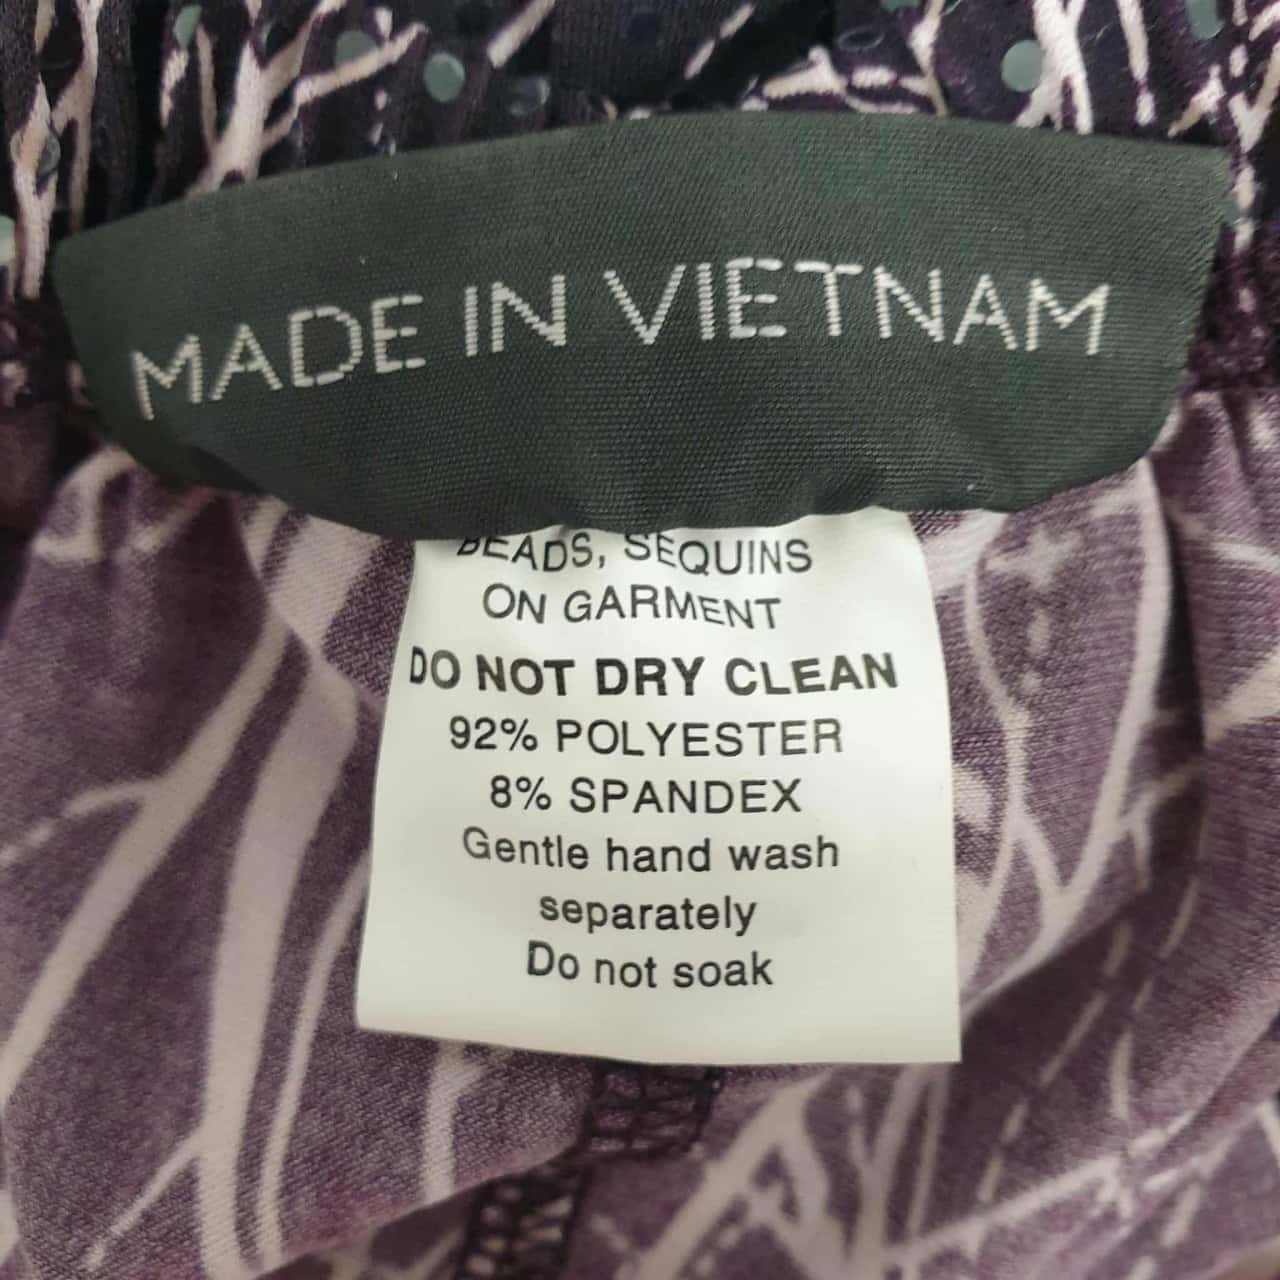 MADE IN VIETNAM
BEADS, SEQUINS
ON GARMENT
DO NOT DRY CLEAN
92% POLYESTER
8% SPANDEX
Gentle hand wash
separately
Do not soak